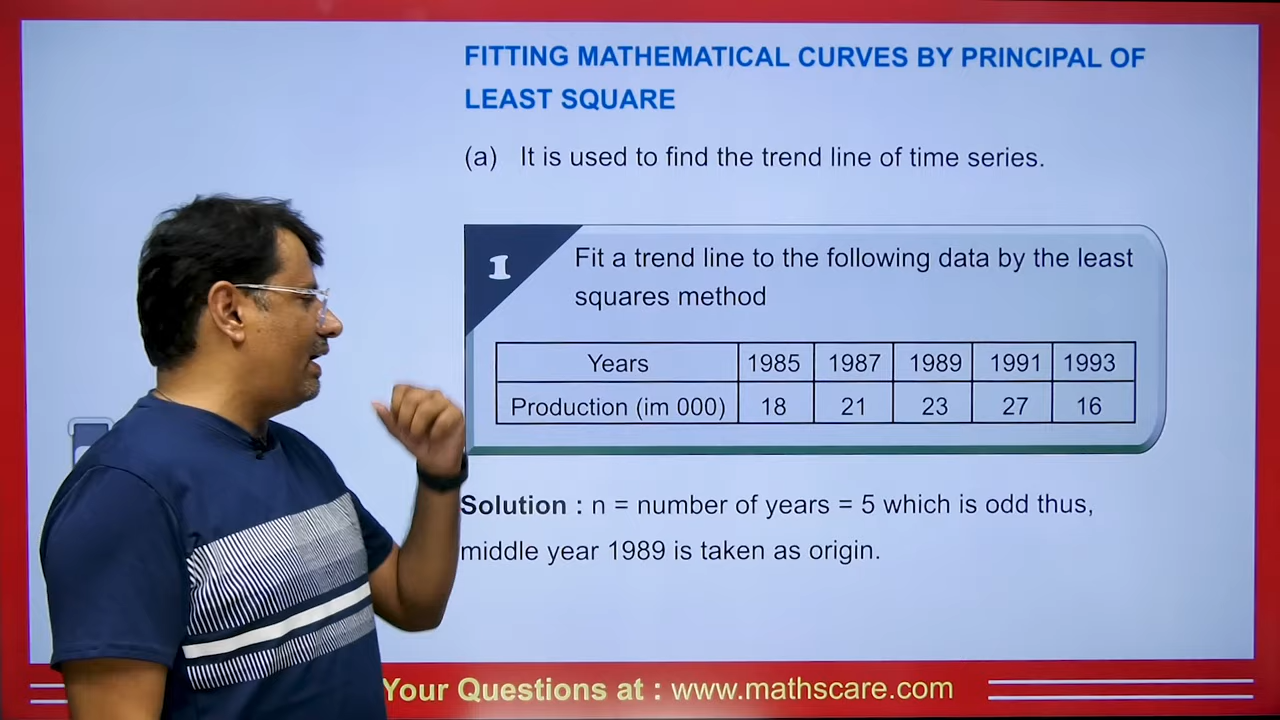 FITTING MATHEMATICAL CURVES BY PRINCIPAL OF
LEAST SQUARE
(a) It is used to find the trend line of time series.
1
Fit a trend line to the following data by the least
squares method
Years 1985 1987 1989 1991 1993
Production (im 000) 18 21 23 27 16
Solution : n = number of years = 5 which is odd thus,
middle year 1989 is taken as origin.
Your Questions at : www.mathscare.com